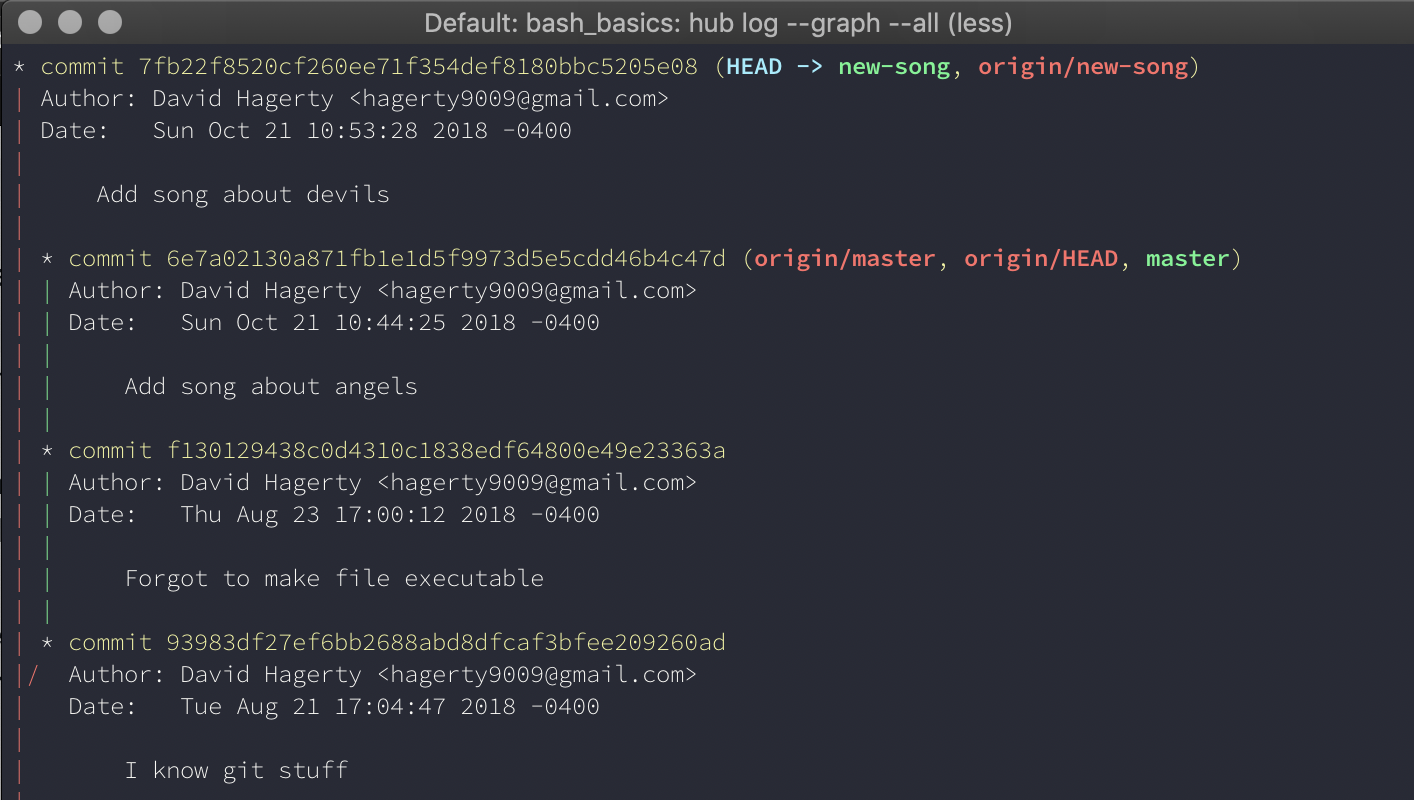 Default: bash_basics: hub log --graph --all (less)
* commit 7fb22f8520cf260ee71f354def8180bbc5205e08 (HEAD -> new-song, origin/new-song)
| Author: David Hagerty <hagerty9009@gmail.com>
| Date:   Sun Oct 21 10:53:28 2018 -0400
|
|     Add song about devils
|
| * commit 6e7a02130a871fb1e1d5f9973d5e5cdd46b4c47d (origin/master, origin/HEAD, master)
| | Author: David Hagerty <hagerty9009@gmail.com>
| | Date:   Sun Oct 21 10:44:25 2018 -0400
| |
| |     Add song about angels
| |
| * commit f130129438c0d4310c1838edf64800e49e23363a
| | Author: David Hagerty <hagerty9009@gmail.com>
| | Date:   Thu Aug 23 17:00:12 2018 -0400
| |
| |     Forgot to make file executable
| |
| * commit 93983df27ef6bb2688abd8dfcaf3bfee209260ad
|/  Author: David Hagerty <hagerty9009@gmail.com>
|   Date:   Tue Aug 21 17:04:47 2018 -0400
|
|       I know git stuff
|